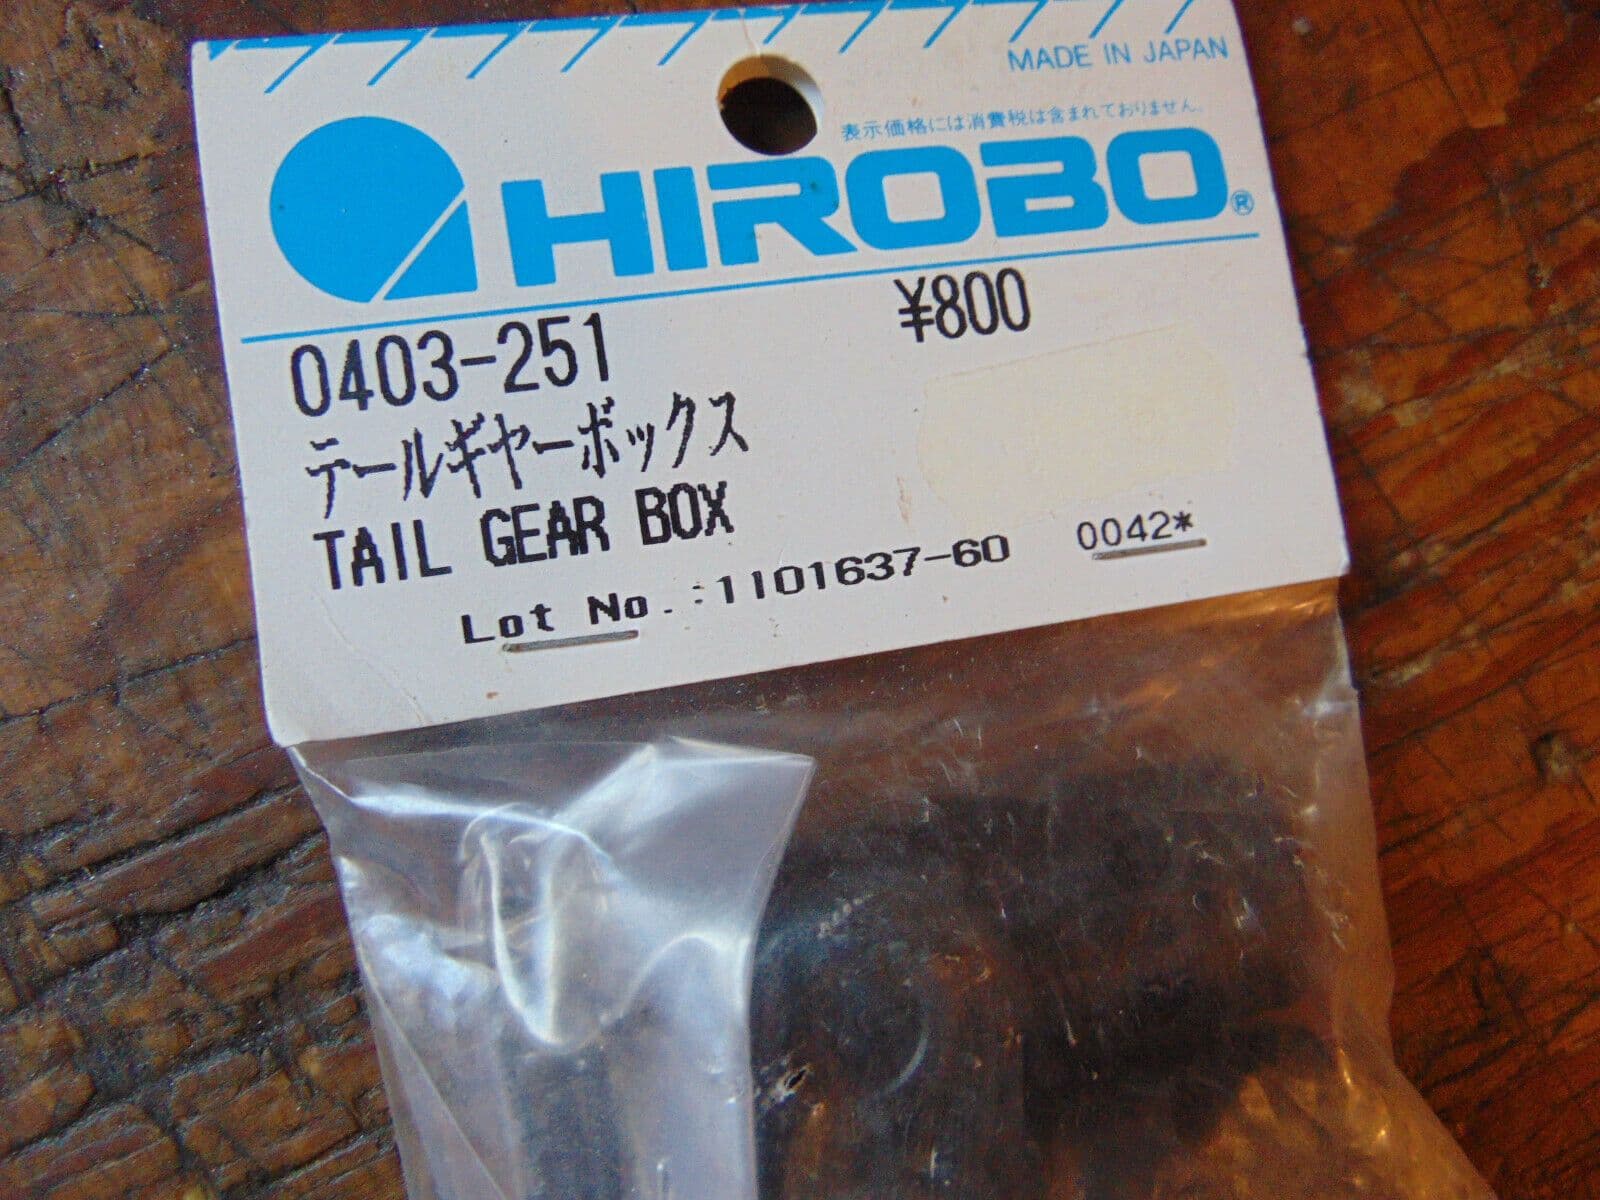 MADE IN JAPAN
表示価格には消費税は含まれておりません。
HIROBO®
0403-251 ¥800
テールギヤーボックス
TAIL GEAR BOX
Lot No.:1101637-60 0042*